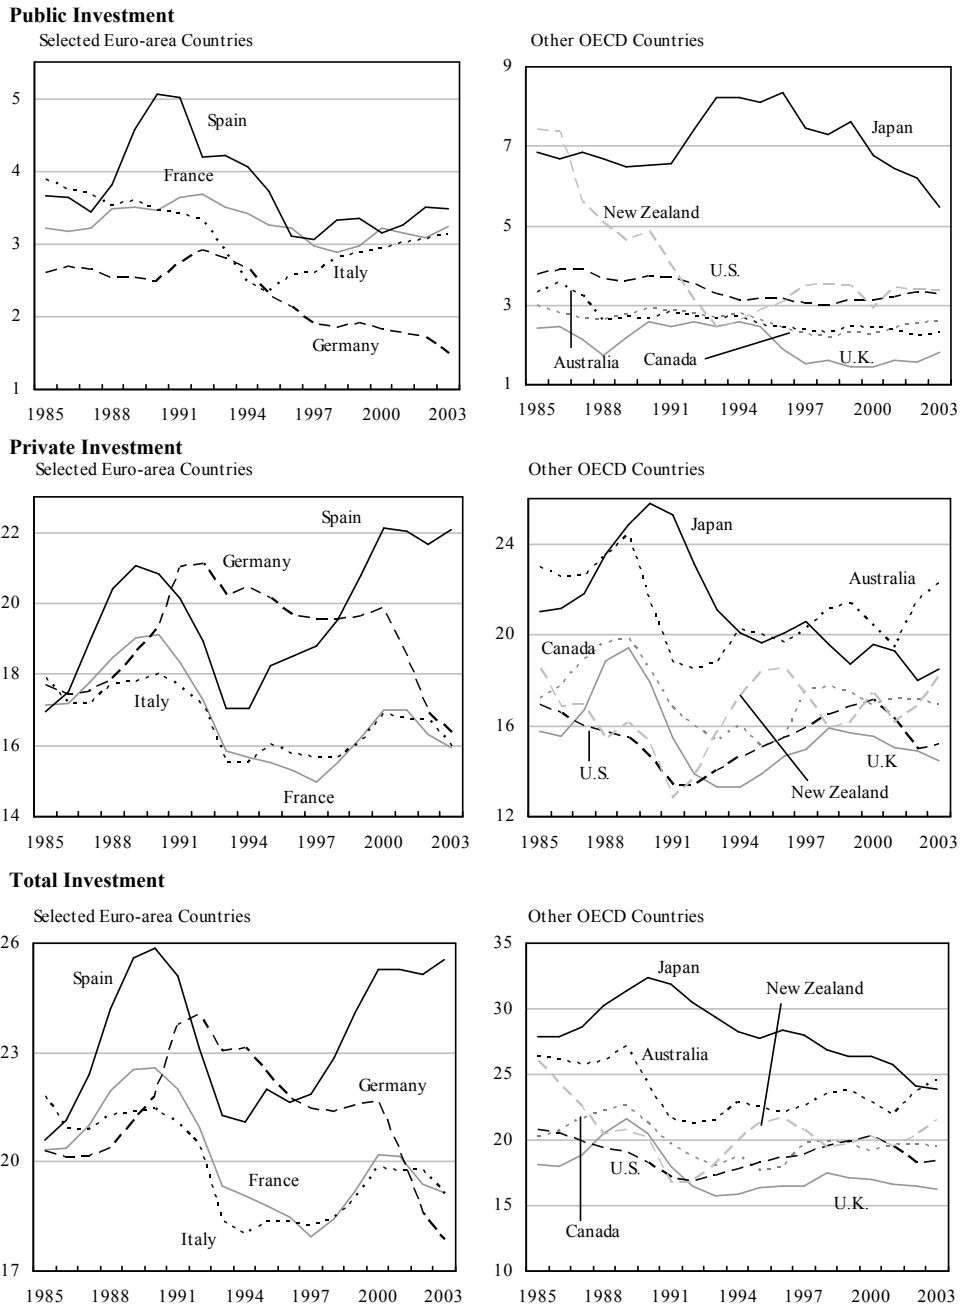 Public Investment
Selected Euro-area Countries
Other OECD Countries
5
4
3
2
1
Spain
France
Italy
Germany
1985 1988 1991 1994 1997 2000 2003
9
7
5
3
1
Japan
New Zealand
U.S.
Australia
Canada
U.K.
1985 1988 1991 1994 1997 2000 2003
Private Investment
Selected Euro-area Countries
Other OECD Countries
22
20
18
16
14
Spain
Germany
Italy
France
1985 1988 1991 1994 1997 2000 2003
24
20
16
12
Japan
Australia
Canada
U.S.
U.K
New Zealand
1985 1988 1991 1994 1997 2000 2003
Total Investment
Selected Euro-area Countries
Other OECD Countries
26
23
20
17
Spain
Germany
France
Italy
1985 1988 1991 1994 1997 2000 2003
35
30
25
20
15
10
Japan
New Zealand
Australia
U.S.
U.K.
Canada
1985 1988 1991 1994 1997 2000 2003